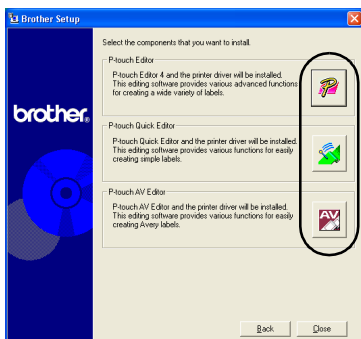 Brother Setup
Select the components that you want to install.
P-touch Editor
P-touch Editor 4 and the printer driver will be installed.
This editing software provides various advanced functions
for creating a wide variety of labels.
brother.
P-touch Quick Editor
P-touch Quick Editor and the printer driver will be installed.
This editing software provides various functions for easily
creating simple labels.
P-touch AV Editor
P-touch AV Editor and the printer driver will be installed.
This editing software provides various functions for easily
creating Avery labels.
AV
Back
Close